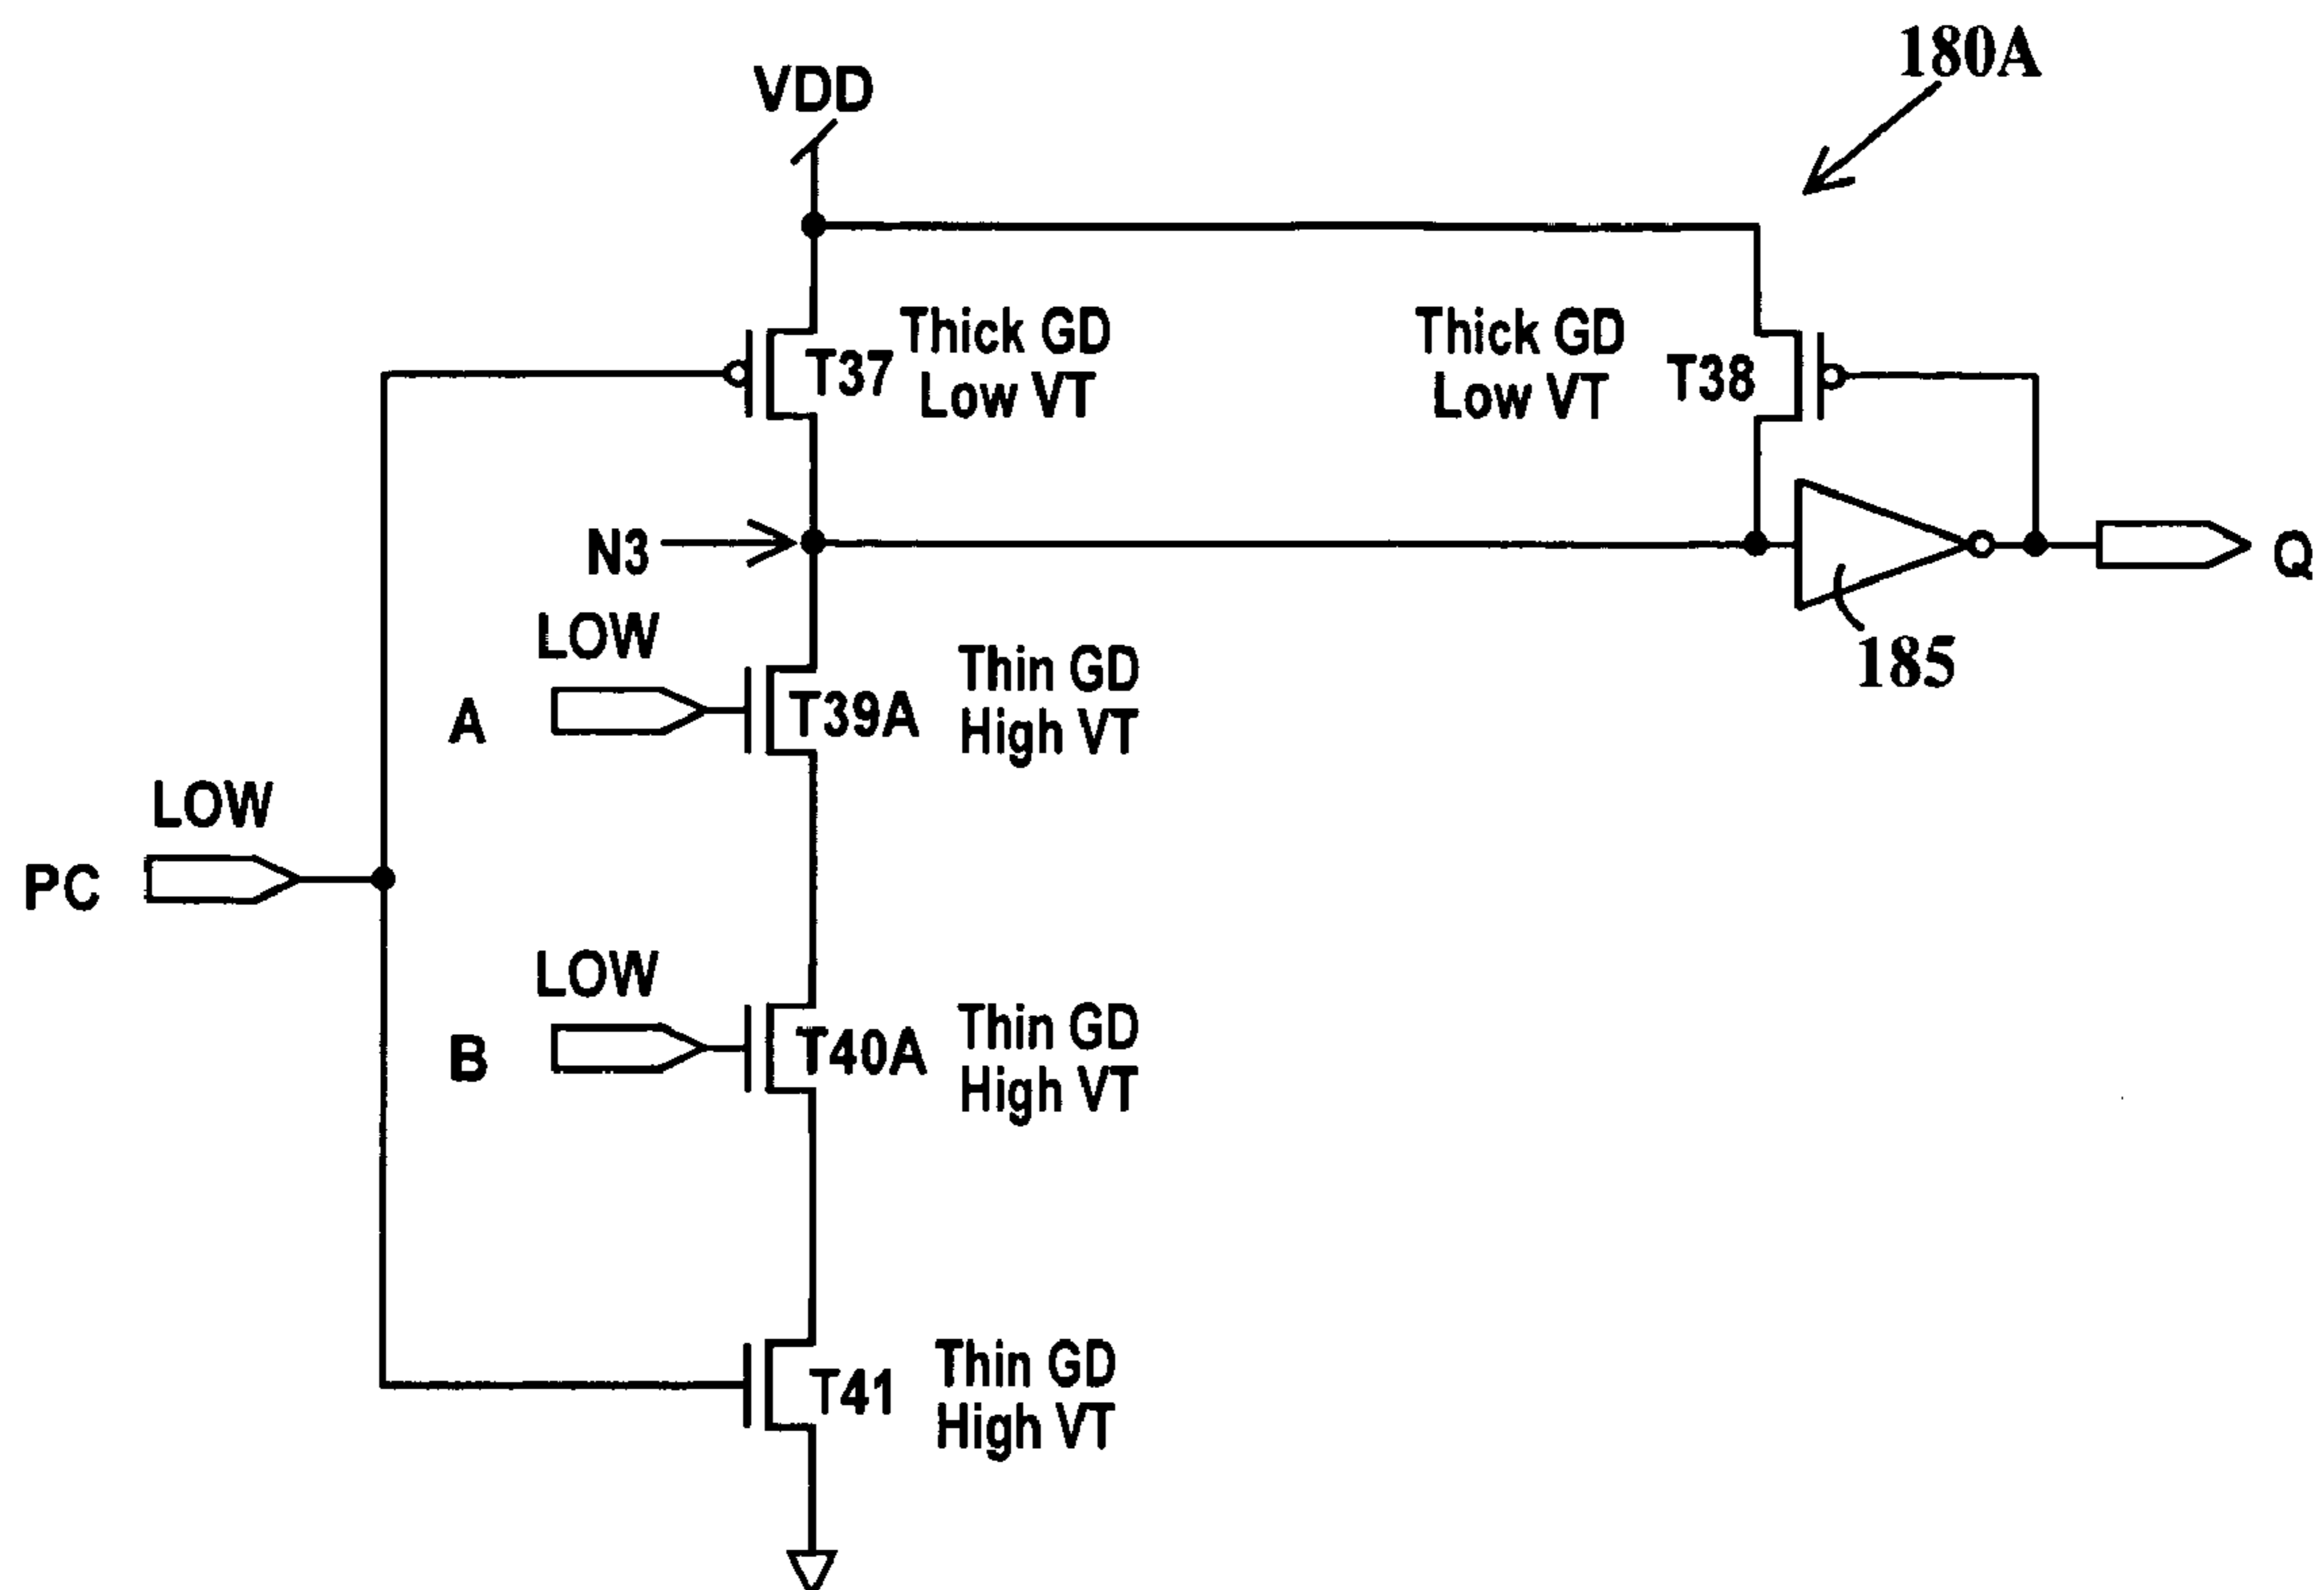 180A
VDD
Thick GD
Low VT
T37
Thick GD
Low VT
T38
N3
Q
185
LOW
A
T39A
Thin GD
High VT
LOW
PC
LOW
B
T40A
Thin GD
High VT
T41
Thin GD
High VT